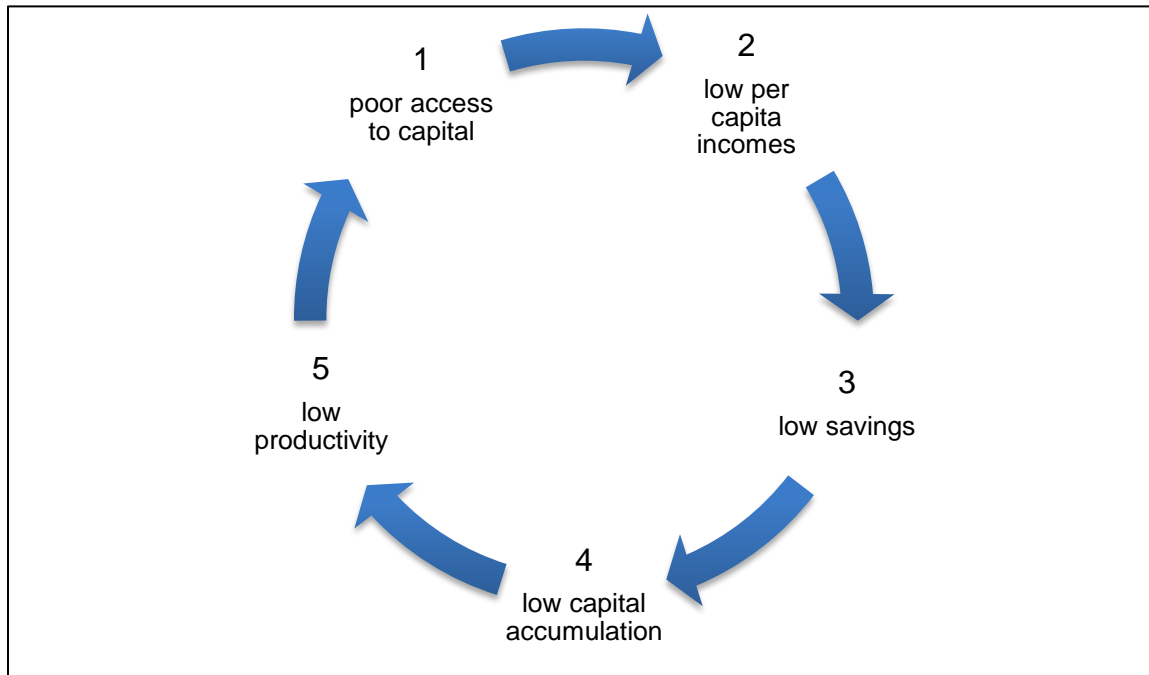 1
poor access
to capital
2
low per
capita
incomes
3
low savings
4
low capital
accumulation
5
low
productivity